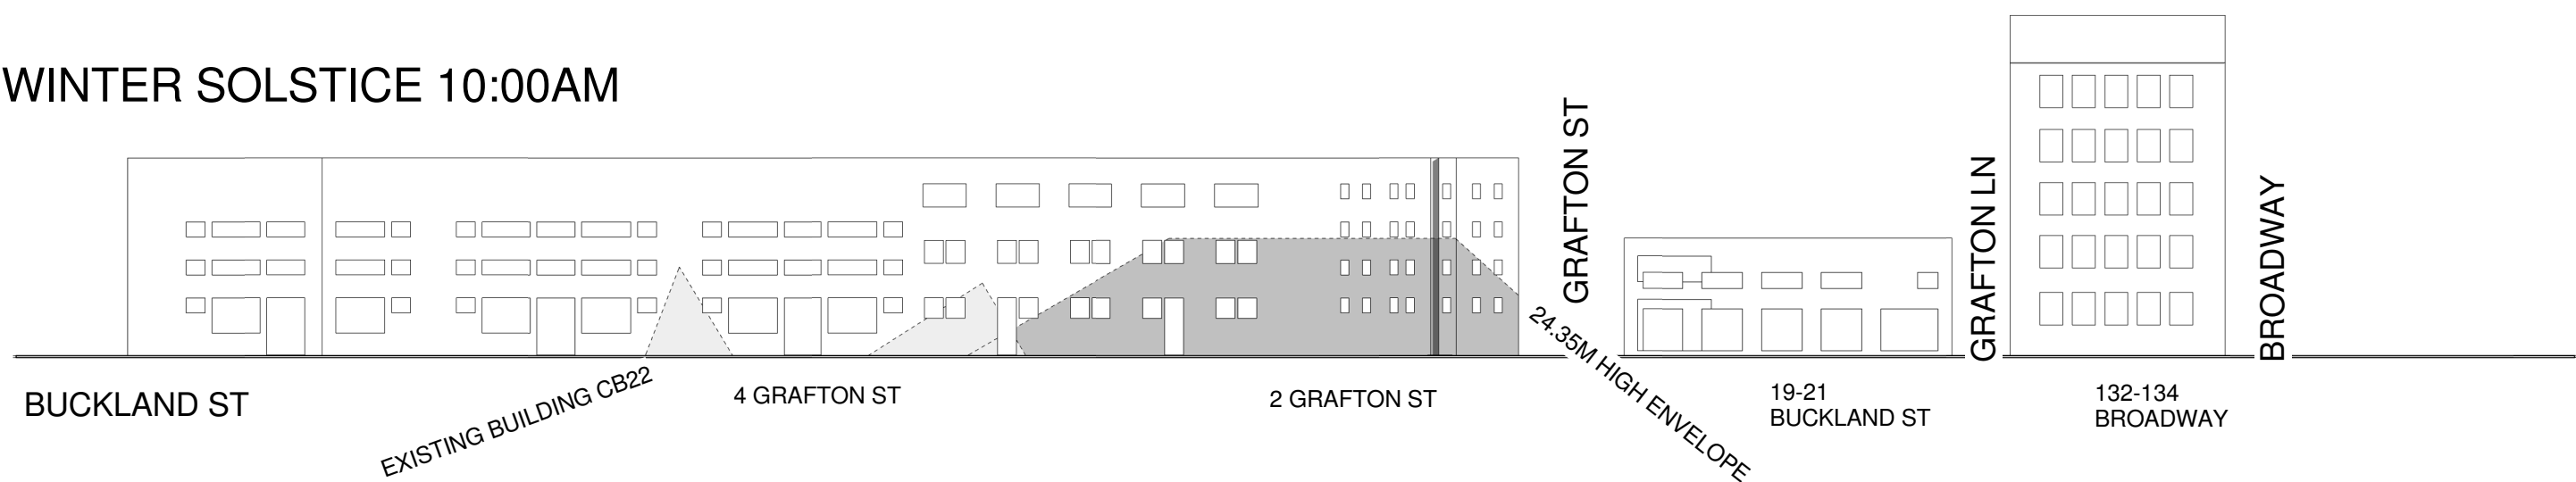 WINTER SOLSTICE 10:00AM
GRAFTON ST
GRAFTON LN
BROADWAY
24.35M HIGH ENVELOPE
BUCKLAND ST
EXISTING BUILDING CB22
4 GRAFTON ST
2 GRAFTON ST
19-21
BUCKLAND ST
132-134
BROADWAY